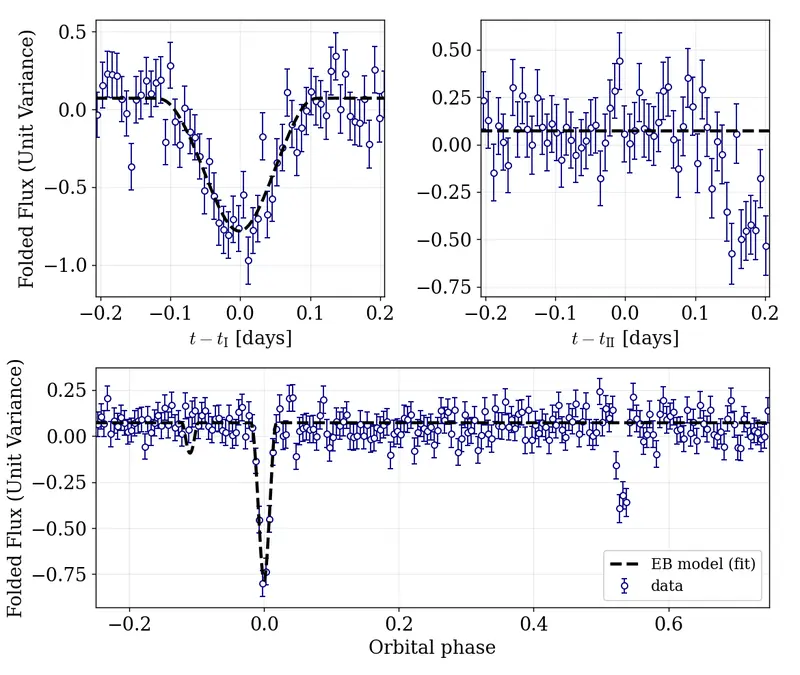 0.5
0.0
−0.5
−1.0
Folded Flux (Unit Variance)
−0.2 −0.1 0.0 0.1 0.2
t − tI [days]
0.50
0.25
0.00
−0.25
−0.50
−0.75
−0.2 −0.1 0.0 0.1 0.2
t − tII [days]
0.25
0.00
−0.25
−0.50
−0.75
Folded Flux (Unit Variance)
EB model (fit)
data
−0.2 0.0 0.2 0.4 0.6
Orbital phase